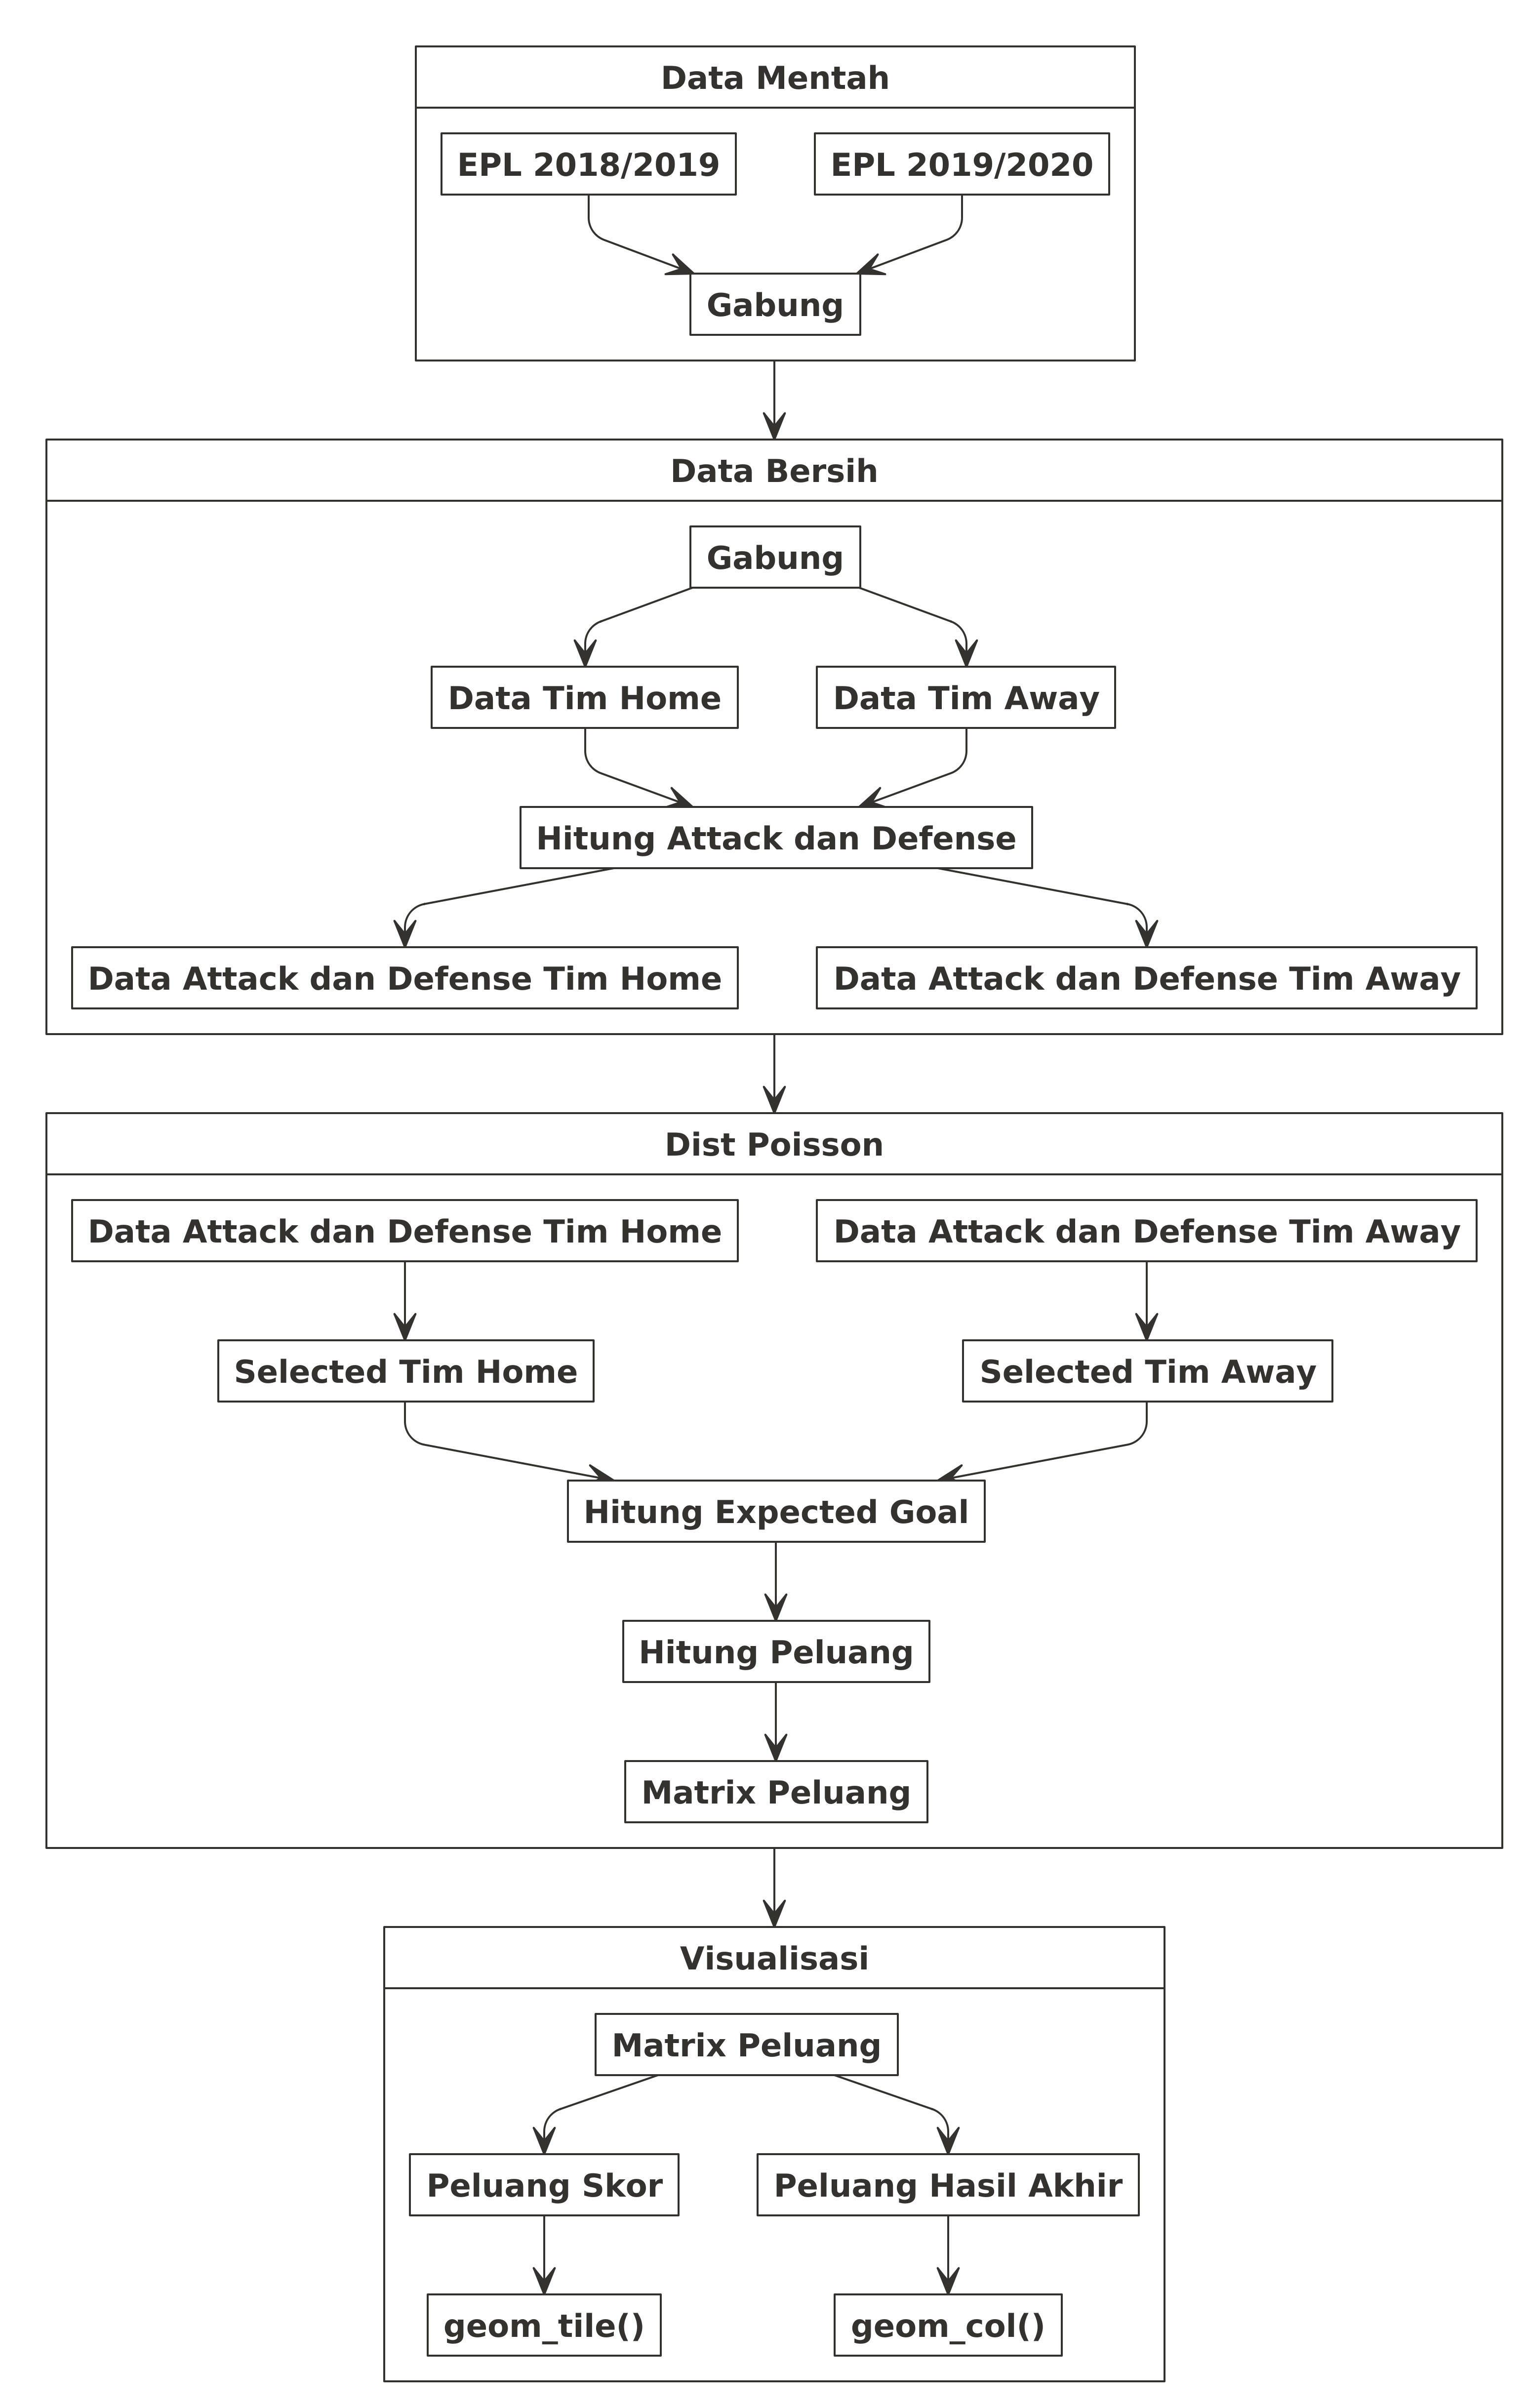 Data Mentah
EPL 2018/2019
EPL 2019/2020
Gabung
Data Bersih
Gabung
Data Tim Home
Data Tim Away
Hitung Attack dan Defense
Data Attack dan Defense Tim Home
Data Attack dan Defense Tim Away
Dist Poisson
Data Attack dan Defense Tim Home
Data Attack dan Defense Tim Away
Selected Tim Home
Selected Tim Away
Hitung Expected Goal
Hitung Peluang
Matrix Peluang
Visualisasi
Matrix Peluang
Peluang Skor
Peluang Hasil Akhir
geom_tile()
geom_col()